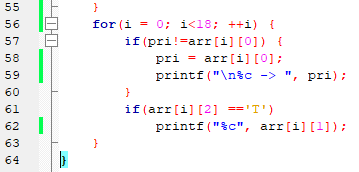 55 }
56 for(i = 0; i<18; ++i) {
57 if(pri!=arr[i][0]) {
58 pri = arr[i][0];
59 printf("\n%c -> ", pri);
60 }
61 if(arr[i][2] =='T')
62 printf("%c", arr[i][1]);
63 }
64 }